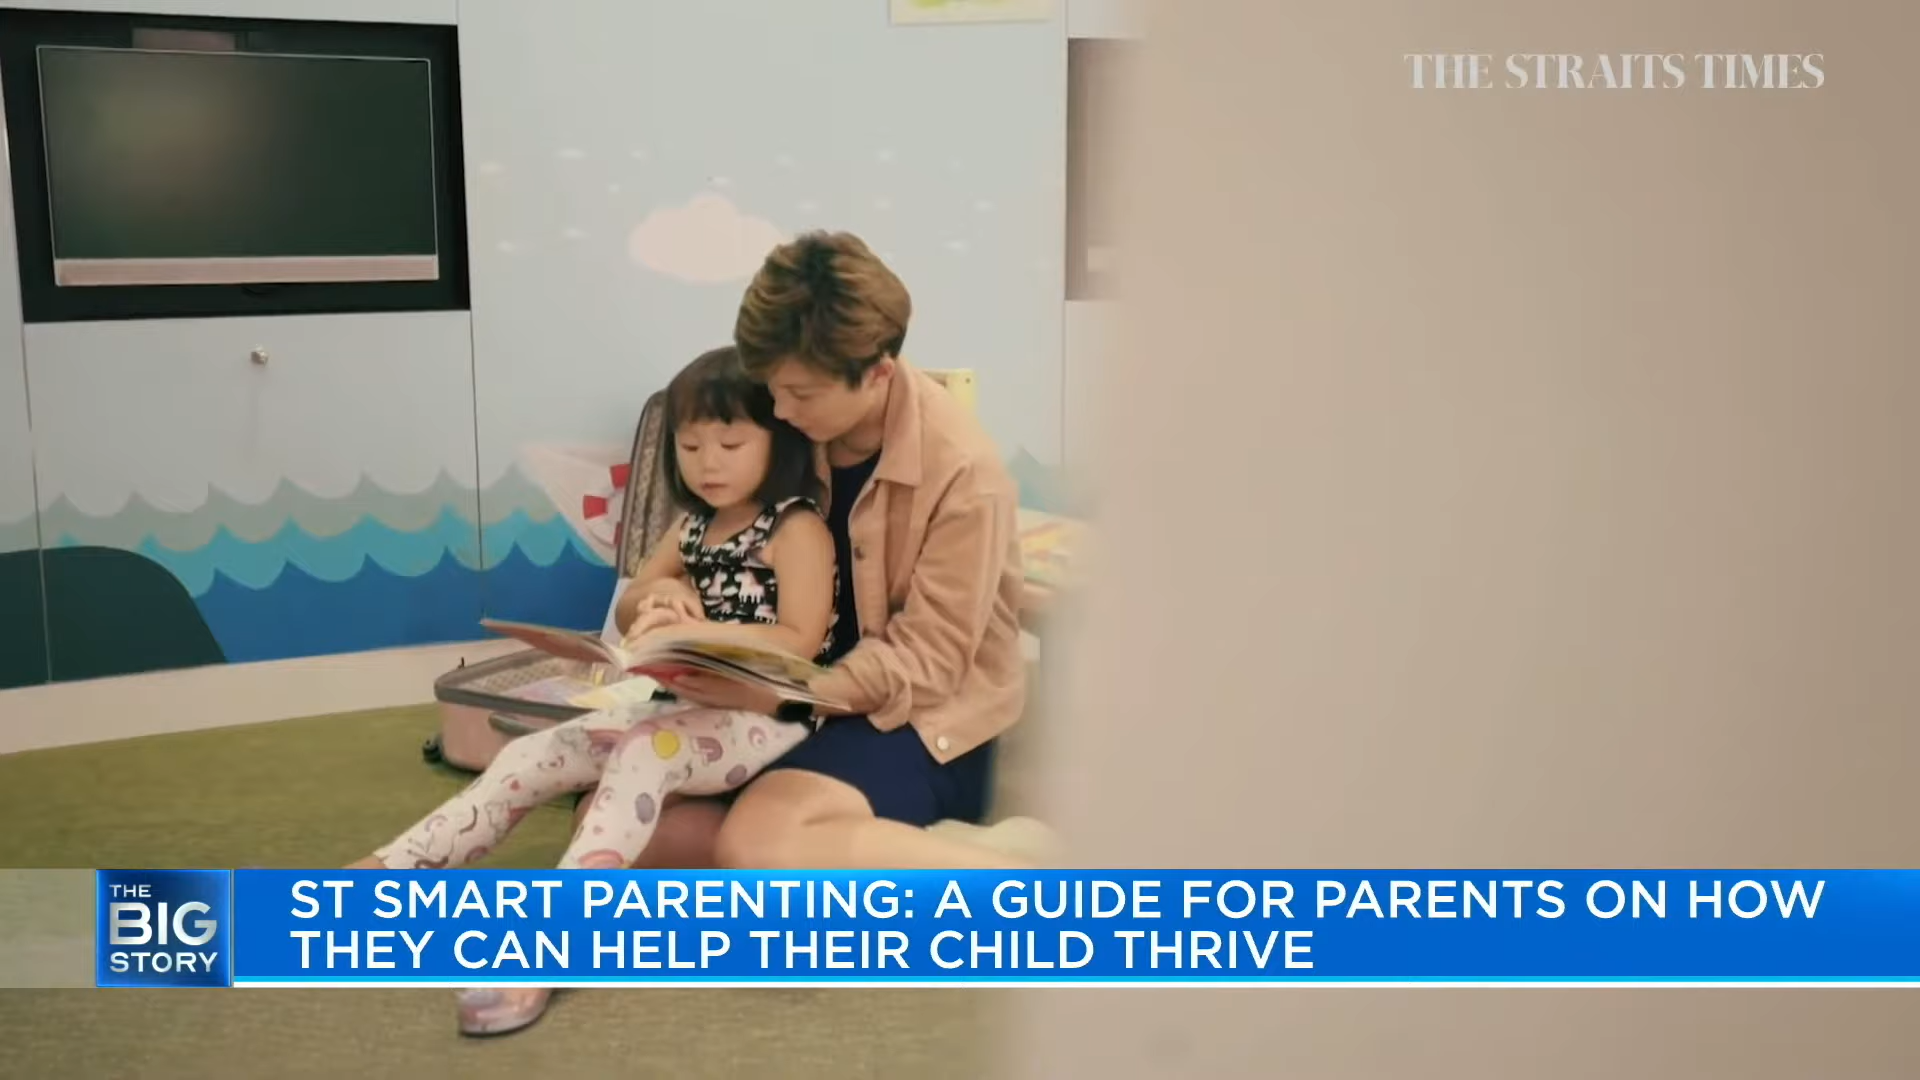 THE STRAITS TIMES
THE
BIG
STORY
ST SMART PARENTING: A GUIDE FOR PARENTS ON HOW
THEY CAN HELP THEIR CHILD THRIVE